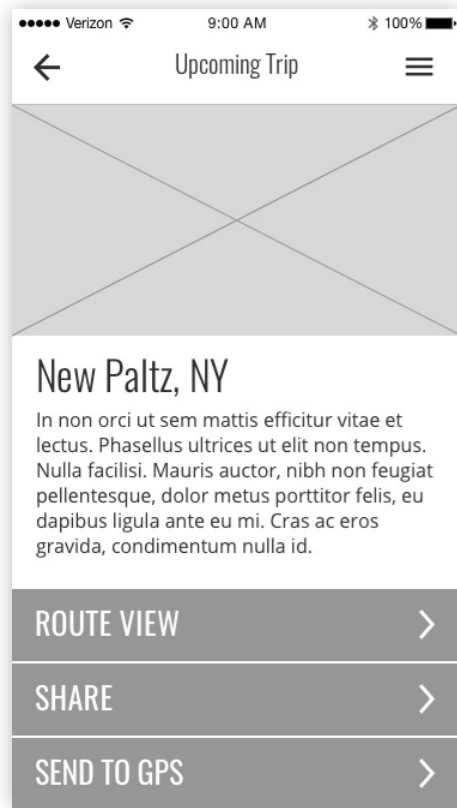 Verizon 9:00 AM 100%
Upcoming Trip
New Paltz, NY
In non orci ut sem mattis efficitur vitae et
lectus. Phasellus ultrices ut elit non tempus.
Nulla facilisi. Mauris auctor, nibh non feugiat
pellentesque, dolor metus porttitor felis, eu
dapibus ligula ante eu mi. Cras ac eros
gravida, condimentum nulla id.
ROUTE VIEW
SHARE
SEND TO GPS